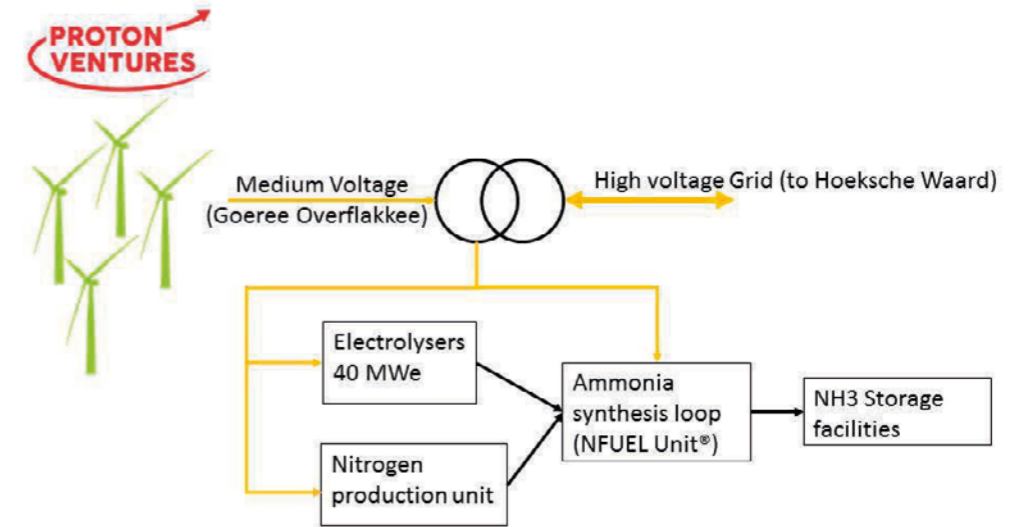 PROTON
VENTURES
Medium Voltage
(Goeree Overflakkee)
High voltage Grid (to Hoeksche Waard)
Electrolysers
40 MWe
Ammonia
synthesis loop
(NFUEL Unit®)
NH3 Storage
facilities
Nitrogen
production unit